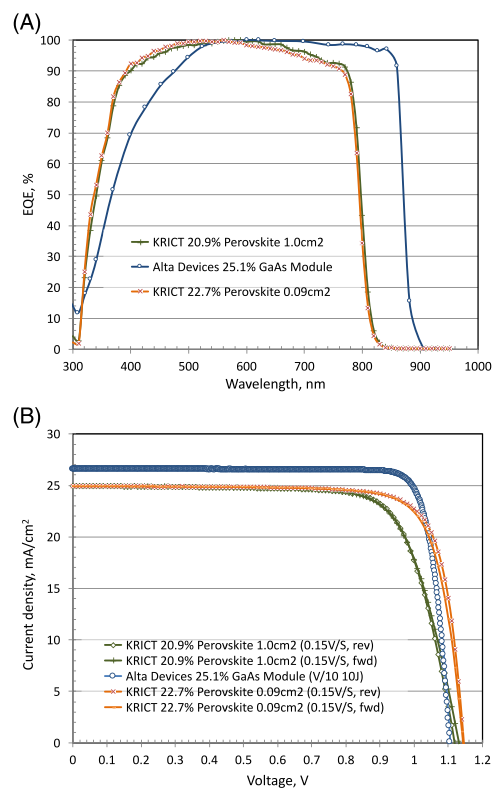 (A)
100
90
80
70
60
50
40
30
20
10
0
EQE, %
KRICT 20.9% Perovskite 1.0cm2
Alta Devices 25.1% GaAs Module
KRICT 22.7% Perovskite 0.09cm2
300 400 500 600 700 800 900 1000
Wavelength, nm
(B)
30
25
20
15
10
5
0
Current density, mA/cm²
KRICT 20.9% Perovskite 1.0cm2 (0.15V/S, rev)
KRICT 20.9% Perovskite 1.0cm2 (0.15V/S, fwd)
Alta Devices 25.1% GaAs Module (V/10 10J)
KRICT 22.7% Perovskite 0.09cm2 (0.15V/S, rev)
KRICT 22.7% Perovskite 0.09cm2 (0.15V/S, fwd)
0 0.1 0.2 0.3 0.4 0.5 0.6 0.7 0.8 0.9 1 1.1 1.2
Voltage, V